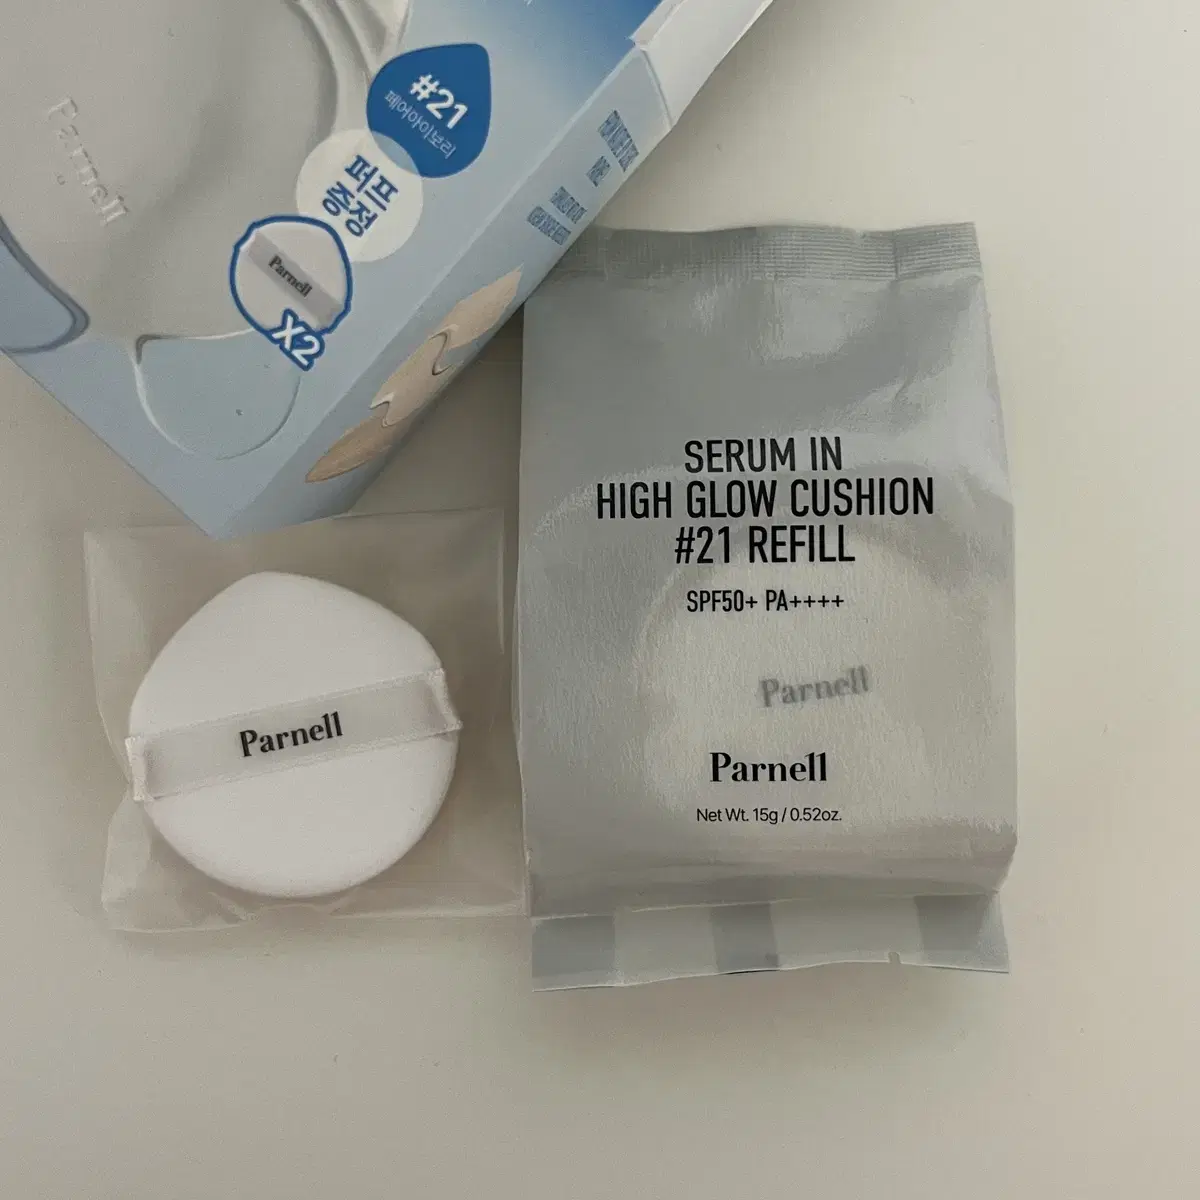 Parnell
#21
페어아이보리
퍼프
증정
Parnell
X2
SERUM IN
HIGH GLOW CUSHION
#21 REFILL
SPF50+ PA++++
Parnell
Parnell
Net Wt. 15g / 0.52oz.
Parnell